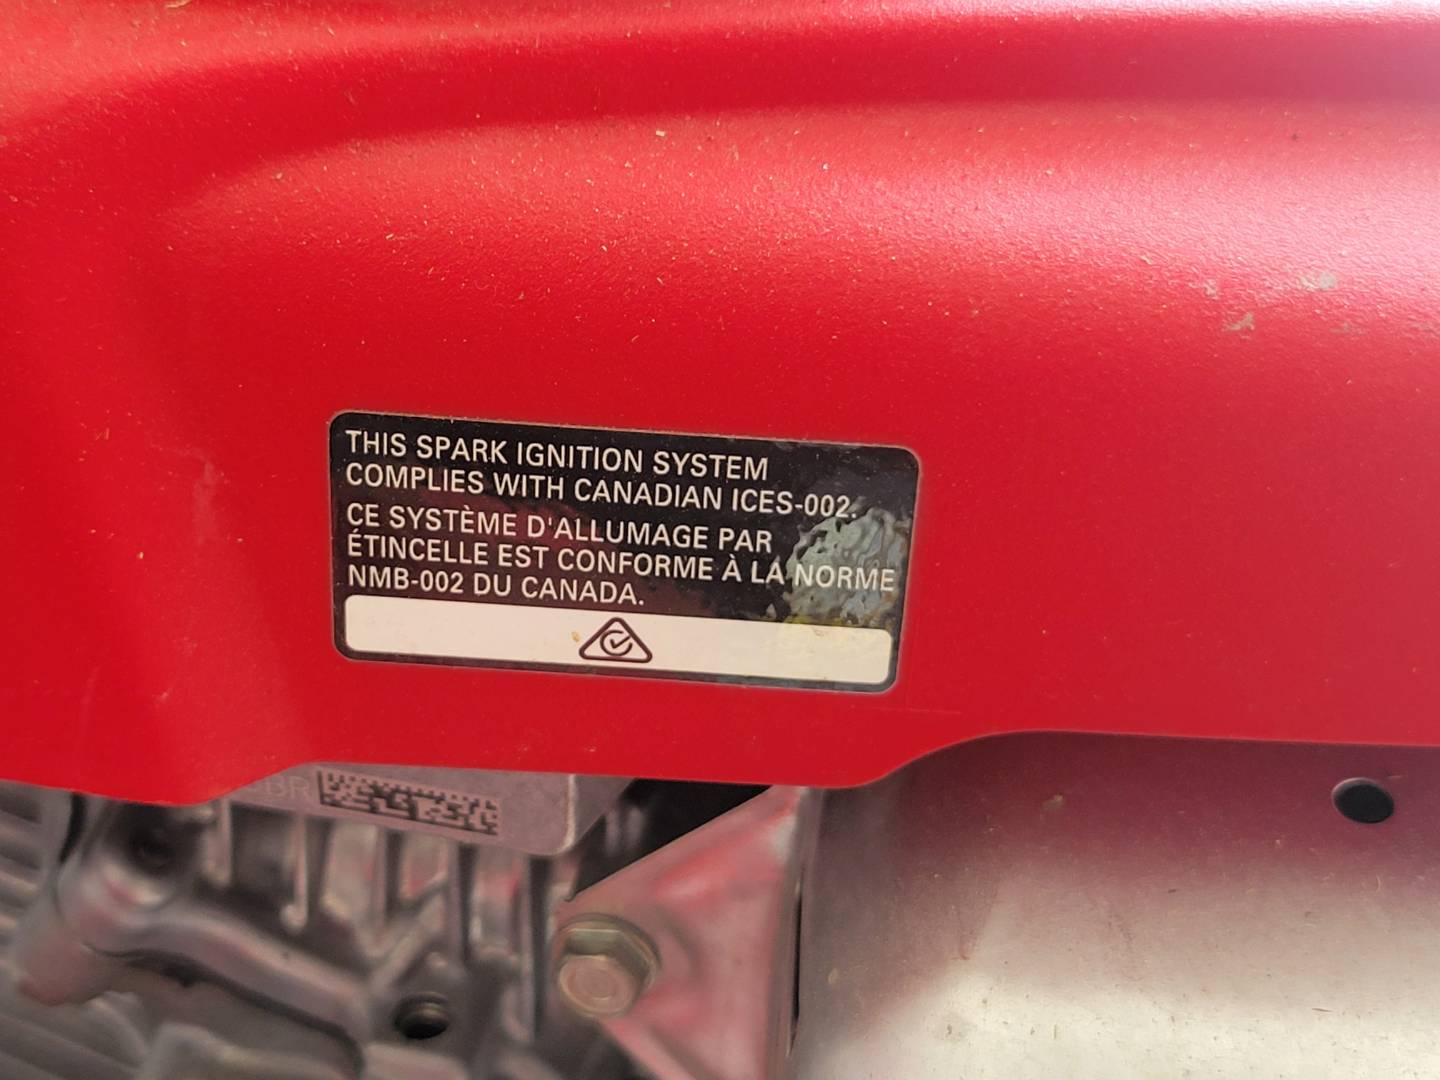 THIS SPARK IGNITION SYSTEM
COMPLIES WITH CANADIAN ICES-002.
CE SYSTÈME D'ALLUMAGE PAR
ÉTINCELLE EST CONFORME À LA NORME
NMB-002 DU CANADA.